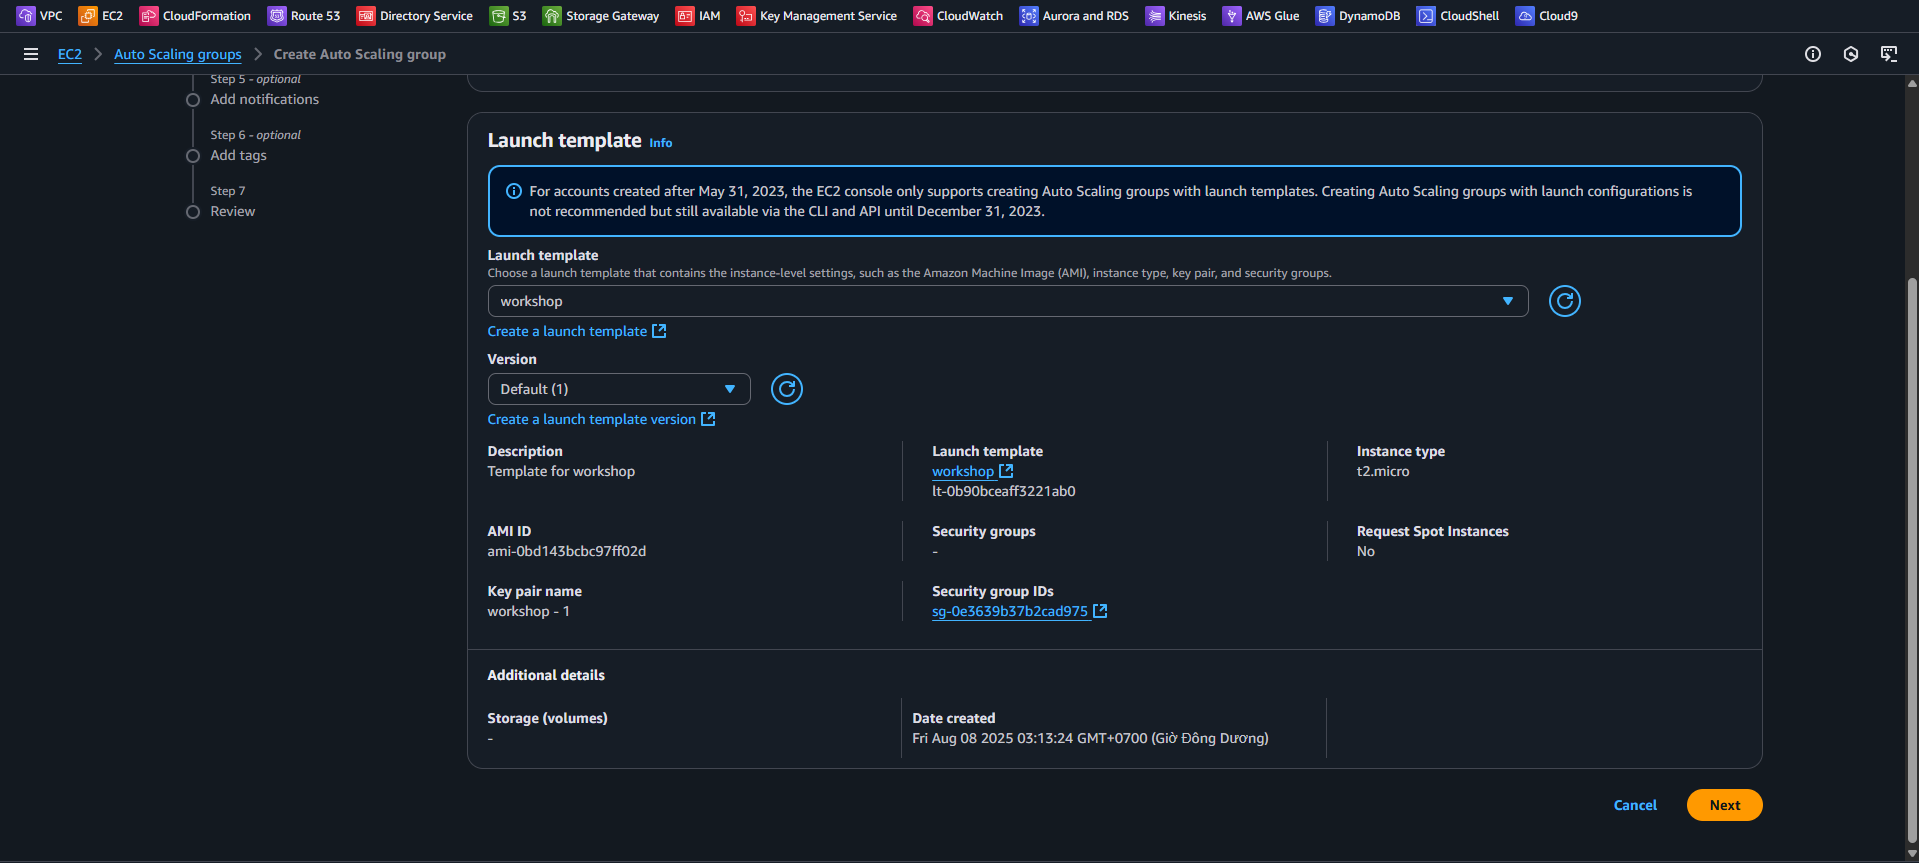 VPC EC2 CloudFormation Route 53 Directory Service S3 Storage Gateway IAM Key Management Service CloudWatch Aurora and RDS Kinesis AWS Glue DynamoDB CloudShell Cloud9
EC2 Auto Scaling groups Create Auto Scaling group
Step 5 - optional
Add notifications
Step 6 - optional
Add tags
Step 7
Review
Launch template Info
For accounts created after May 31, 2023, the EC2 console only supports creating Auto Scaling groups with launch templates. Creating Auto Scaling groups with launch configurations is
not recommended but still available via the CLI and API until December 31, 2023.
Launch template
Choose a launch template that contains the instance-level settings, such as the Amazon Machine Image (AMI), instance type, key pair, and security groups.
workshop
Create a launch template
Version
Default (1)
Create a launch template version
Description
Template for workshop
Launch template
workshop
lt-0b90bceaff3221ab0
Instance type
t2.micro
AMI ID
ami-0bd143bcbc97ff02d
Security groups
-
Request Spot Instances
No
Key pair name
workshop - 1
Security group IDs
sg-0e3639b37b2cad975
Additional details
Storage (volumes)
-
Date created
Fri Aug 08 2025 03:13:24 GMT+0700 (Giờ Đông Dương)
Cancel
Next